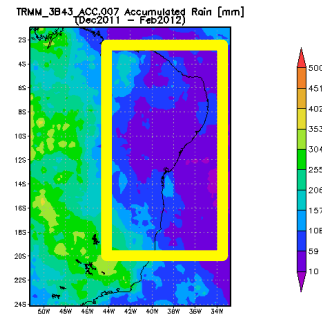 TRMM_3B43_ACC.007 Accumulated Rain [mm]
(Dec2011 – Feb2012)
2S
4S
6S
8S
10S
12S
14S
16S
18S
20S
22S
24S
50W 48W 46W 44W 42W 40W 38W 36W 34W
500
451
402
353
304
255
206
157
108
59
10